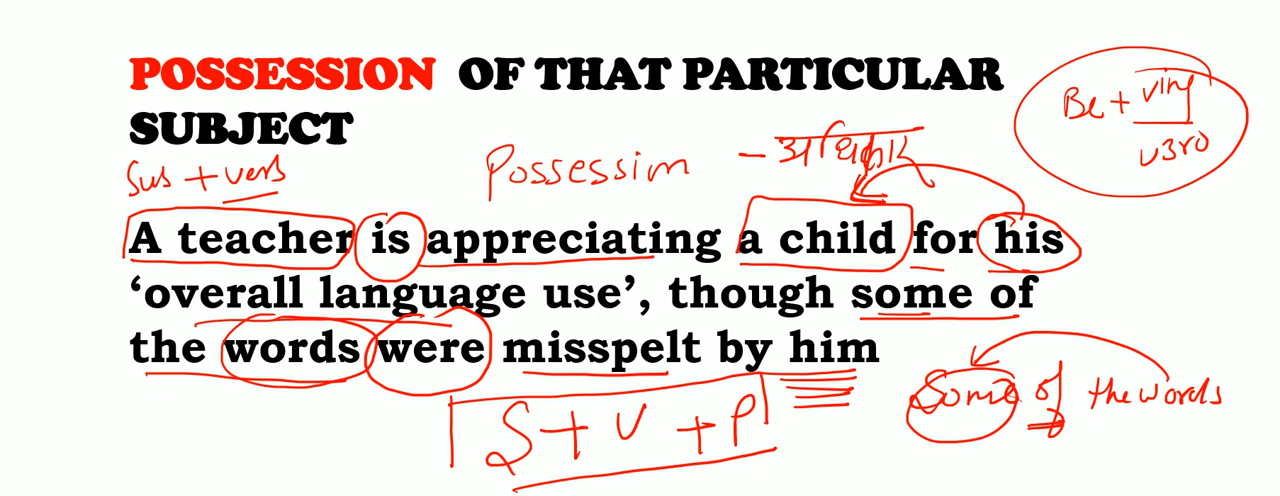 POSSESSION OF THAT PARTICULAR
SUBJECT
Be + ving
v3ro
Sub + verb
Possession - अधिकार
A teacher is appreciating a child for his
‘overall language use’, though some of
the words were misspelt by him
Some of the words
S + V + P